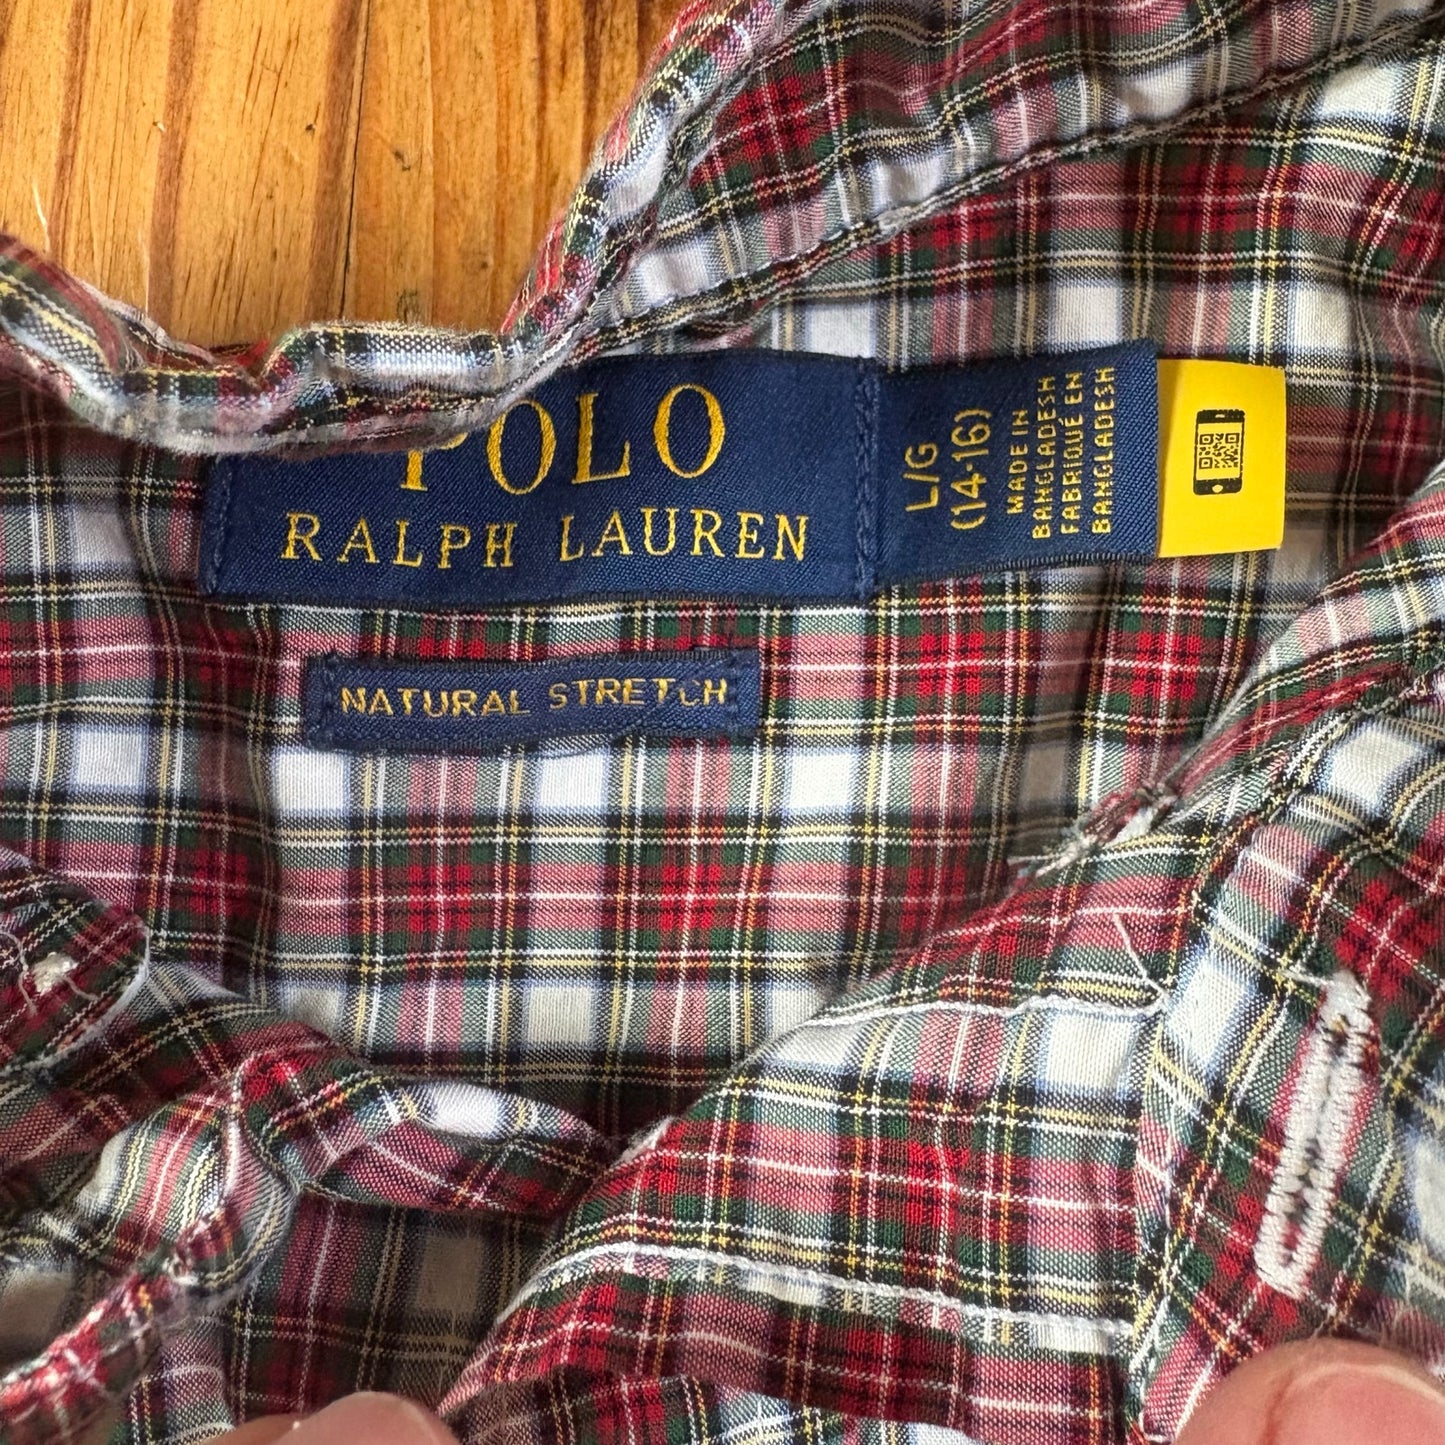 POLO
RALPH LAUREN
L/G
(14-16)
MADE IN
BANGLADESH
FABRIQUÉ EN
BANGLADESH
NATURAL STRETCH